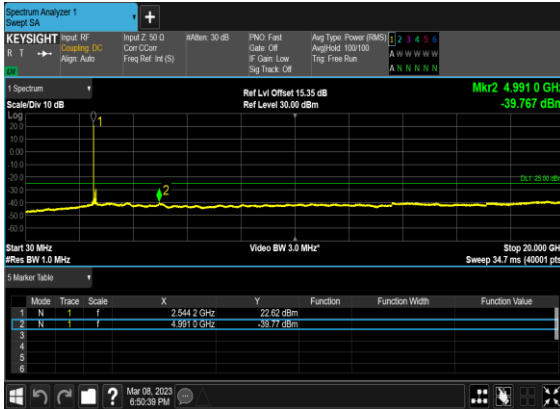 Spectrum Analyzer 1
Swept SA
+
KEYSIGHT Input: RF Input Z: 50 Ω #Atten: 30 dB PNO: Fast Avg Type: Power (RMS) 1 2 3 4 5 6
R T Coupling: DC Corr CCorr Gate: Off Avg|Hold: 100/100 A W W W W W
Align: Auto Freq Ref: Int (S) IF Gain: Low Trig: Free Run
Sig Track: Off A N N N N N
1 Spectrum Ref Lvl Offset 15.35 dB Mkr2 4.991 0 GHz
Scale/Div 10 dB Ref Level 30.00 dBm -39.767 dBm
Log
1
20.0
10.0
0.00
-10.0
DL1 -25.00 dBm
-20.0
-30.0
2
-40.0
-50.0
-60.0
Start 30 MHz Video BW 3.0 MHz* Stop 20.000 GH
#Res BW 1.0 MHz Sweep 34.7 ms (40001 pts
5 Marker Table
Mode Trace Scale X Y Function Function Width Function Value
1 N 1 f 2.544 2 GHz 22.62 dBm
2 N 1 f 4.991 0 GHz -39.77 dBm
3
4
5
6
? Mar 08, 2023
6:50:39 PM